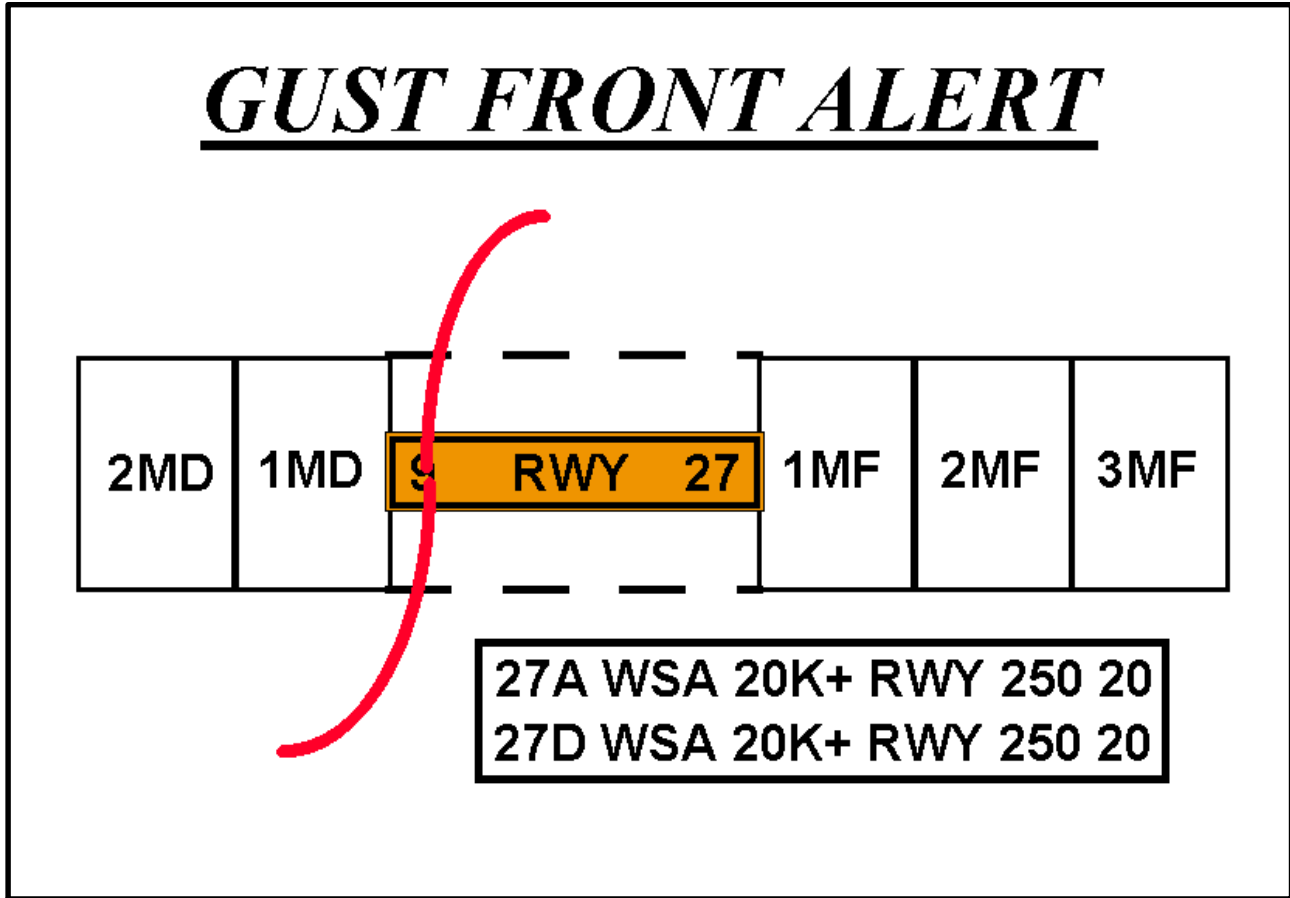 GUST FRONT ALERT
2MD 1MD 9 RWY 27 1MF 2MF 3MF
27A WSA 20K+ RWY 250 20
27D WSA 20K+ RWY 250 20